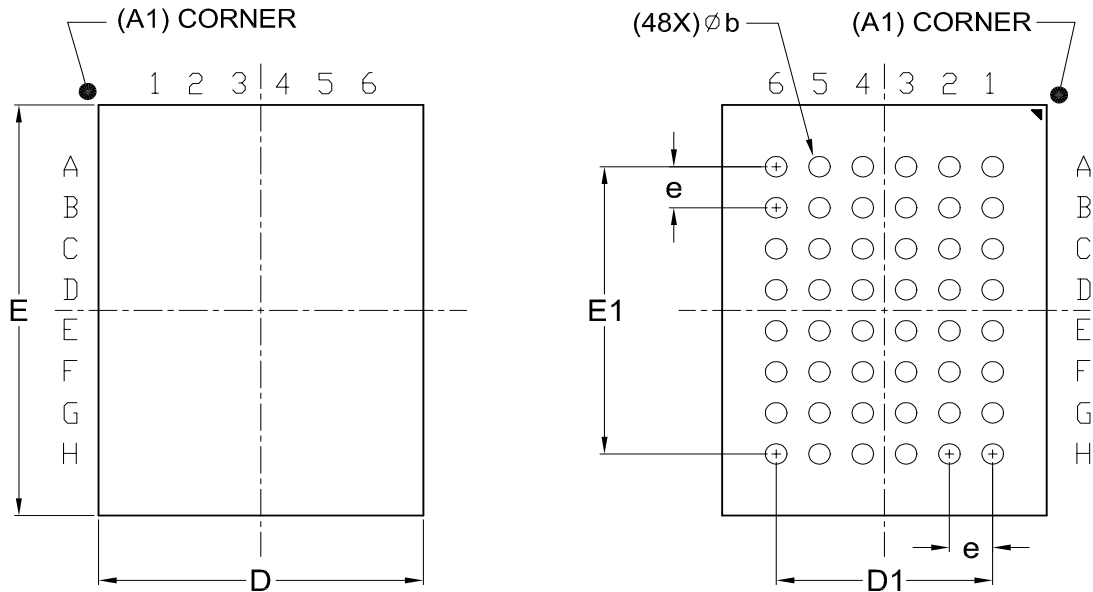 (A1) CORNER
1 2 3 4 5 6
A
B
C
D
E
F
G
H
E
D
(48X) ⌀ b
(A1) CORNER
6 5 4 3 2 1
A
B
C
D
E
F
G
H
e
E1
e
D1